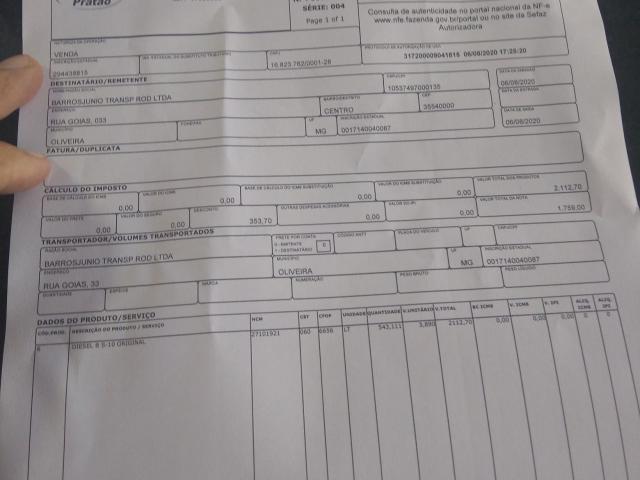 Pratão
SÉRIE: 004
Page 1 of 1
Consulta de autenticidade no portal nacional da NF-e
www.nfe.fazenda.gov.br/portal ou no site da Sefaz
Autorizadora
NATUREZA DA OPERAÇÃO
VENDA
PROTOCOLO DE AUTORIZAÇÃO DE USO
317200009041816 06/08/2020 17:25:20
INSCRIÇÃO ESTADUAL
294438815
INS. ESTADUAL DO SUBSTITUTO TRIBUTÁRIO
CNPJ
16.823.762/0001-28
DESTINATÁRIO/REMETENTE
NOME/RAZÃO SOCIAL
BARROSJUNIO TRANSP ROD LTDA
CNPJ/CPF
10537497000135
DATA DA EMISSÃO
06/08/2020
ENDEREÇO
RUA GOIAS, 033
BAIRRO/DISTRITO
CENTRO
CEP
35540000
DATA DA ENTRADA
MUNICÍPIO
OLIVEIRA
FONE/FAX
UF
MG
INSCRIÇÃO ESTADUAL
0017140040087
DATA DE SAÍDA
06/08/2020
FATURA/DUPLICATA
CÁLCULO DO IMPOSTO
BASE DE CÁLCULO DO ICMS
0,00
VALOR DO ICMS
0,00
BASE DE CÁLCULO DO ICMS SUBSTITUIÇÃO
0,00
VALOR DO ICMS SUBSTITUIÇÃO
0,00
VALOR TOTAL DOS PRODUTOS
2.112,70
VALOR DO FRETE
0,00
VALOR DO SEGURO
0,00
DESCONTO
353,70
OUTRAS DESPESAS ACESSÓRIAS
0,00
VALOR DO IPI
0,00
VALOR TOTAL DA NOTA
1.759,00
TRANSPORTADOR/VOLUMES TRANSPORTADOS
RAZÃO SOCIAL
BARROSJUNIO TRANSP ROD LTDA
FRETE POR CONTA
0 - EMITENTE
1 - DESTINATÁRIO
0
CÓDIGO ANTT
PLACA DO VEÍCULO
UF
CNPJ/CPF
ENDEREÇO
RUA GOIAS, 33
MUNICÍPIO
OLIVEIRA
UF
MG
INSCRIÇÃO ESTADUAL
0017140040087
QUANTIDADE
ESPÉCIE
MARCA
NUMERAÇÃO
PESO BRUTO
PESO LÍQUIDO
DADOS DO PRODUTO/SERVIÇO
CÓD.PROD. DESCRIÇÃO DO PRODUTO / SERVIÇO NCM CST CFOP UNIDADE QUANTIDADE V.UNITÁRIO V.TOTAL BC ICMS V. ICMS V. IPI ALIQ. ICMS ALIQ. IPI
6 DIESEL B S-10 ORIGINAL 27101921 060 5656 LT 543,111 3,890 2112,70 0,00 0,00 0,00 0 0